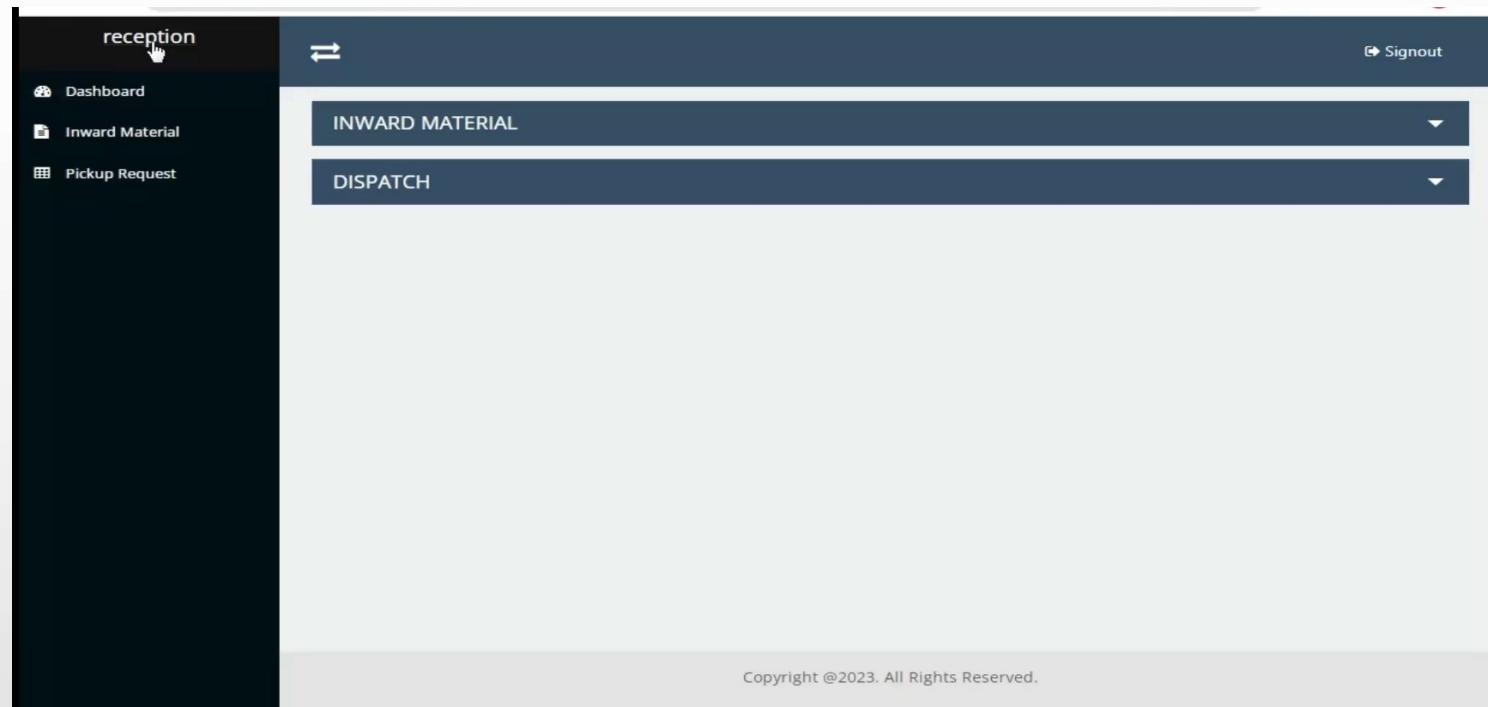 reception
Signout
Dashboard
Inward Material
Pickup Request
INWARD MATERIAL
DISPATCH
Copyright @2023. All Rights Reserved.